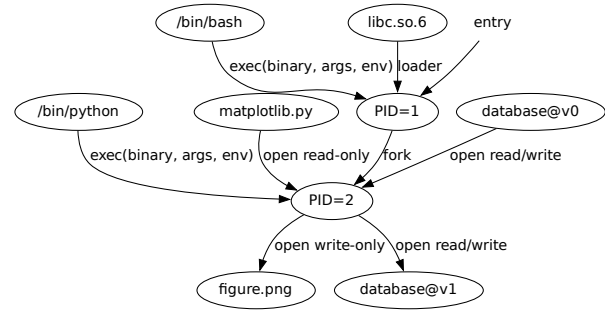 /bin/bash
libc.so.6
entry
exec(binary, args, env)
loader
/bin/python
matplotlib.py
PID=1
database@v0
exec(binary, args, env)
open read-only
fork
open read/write
PID=2
open write-only
open read/write
figure.png
database@v1